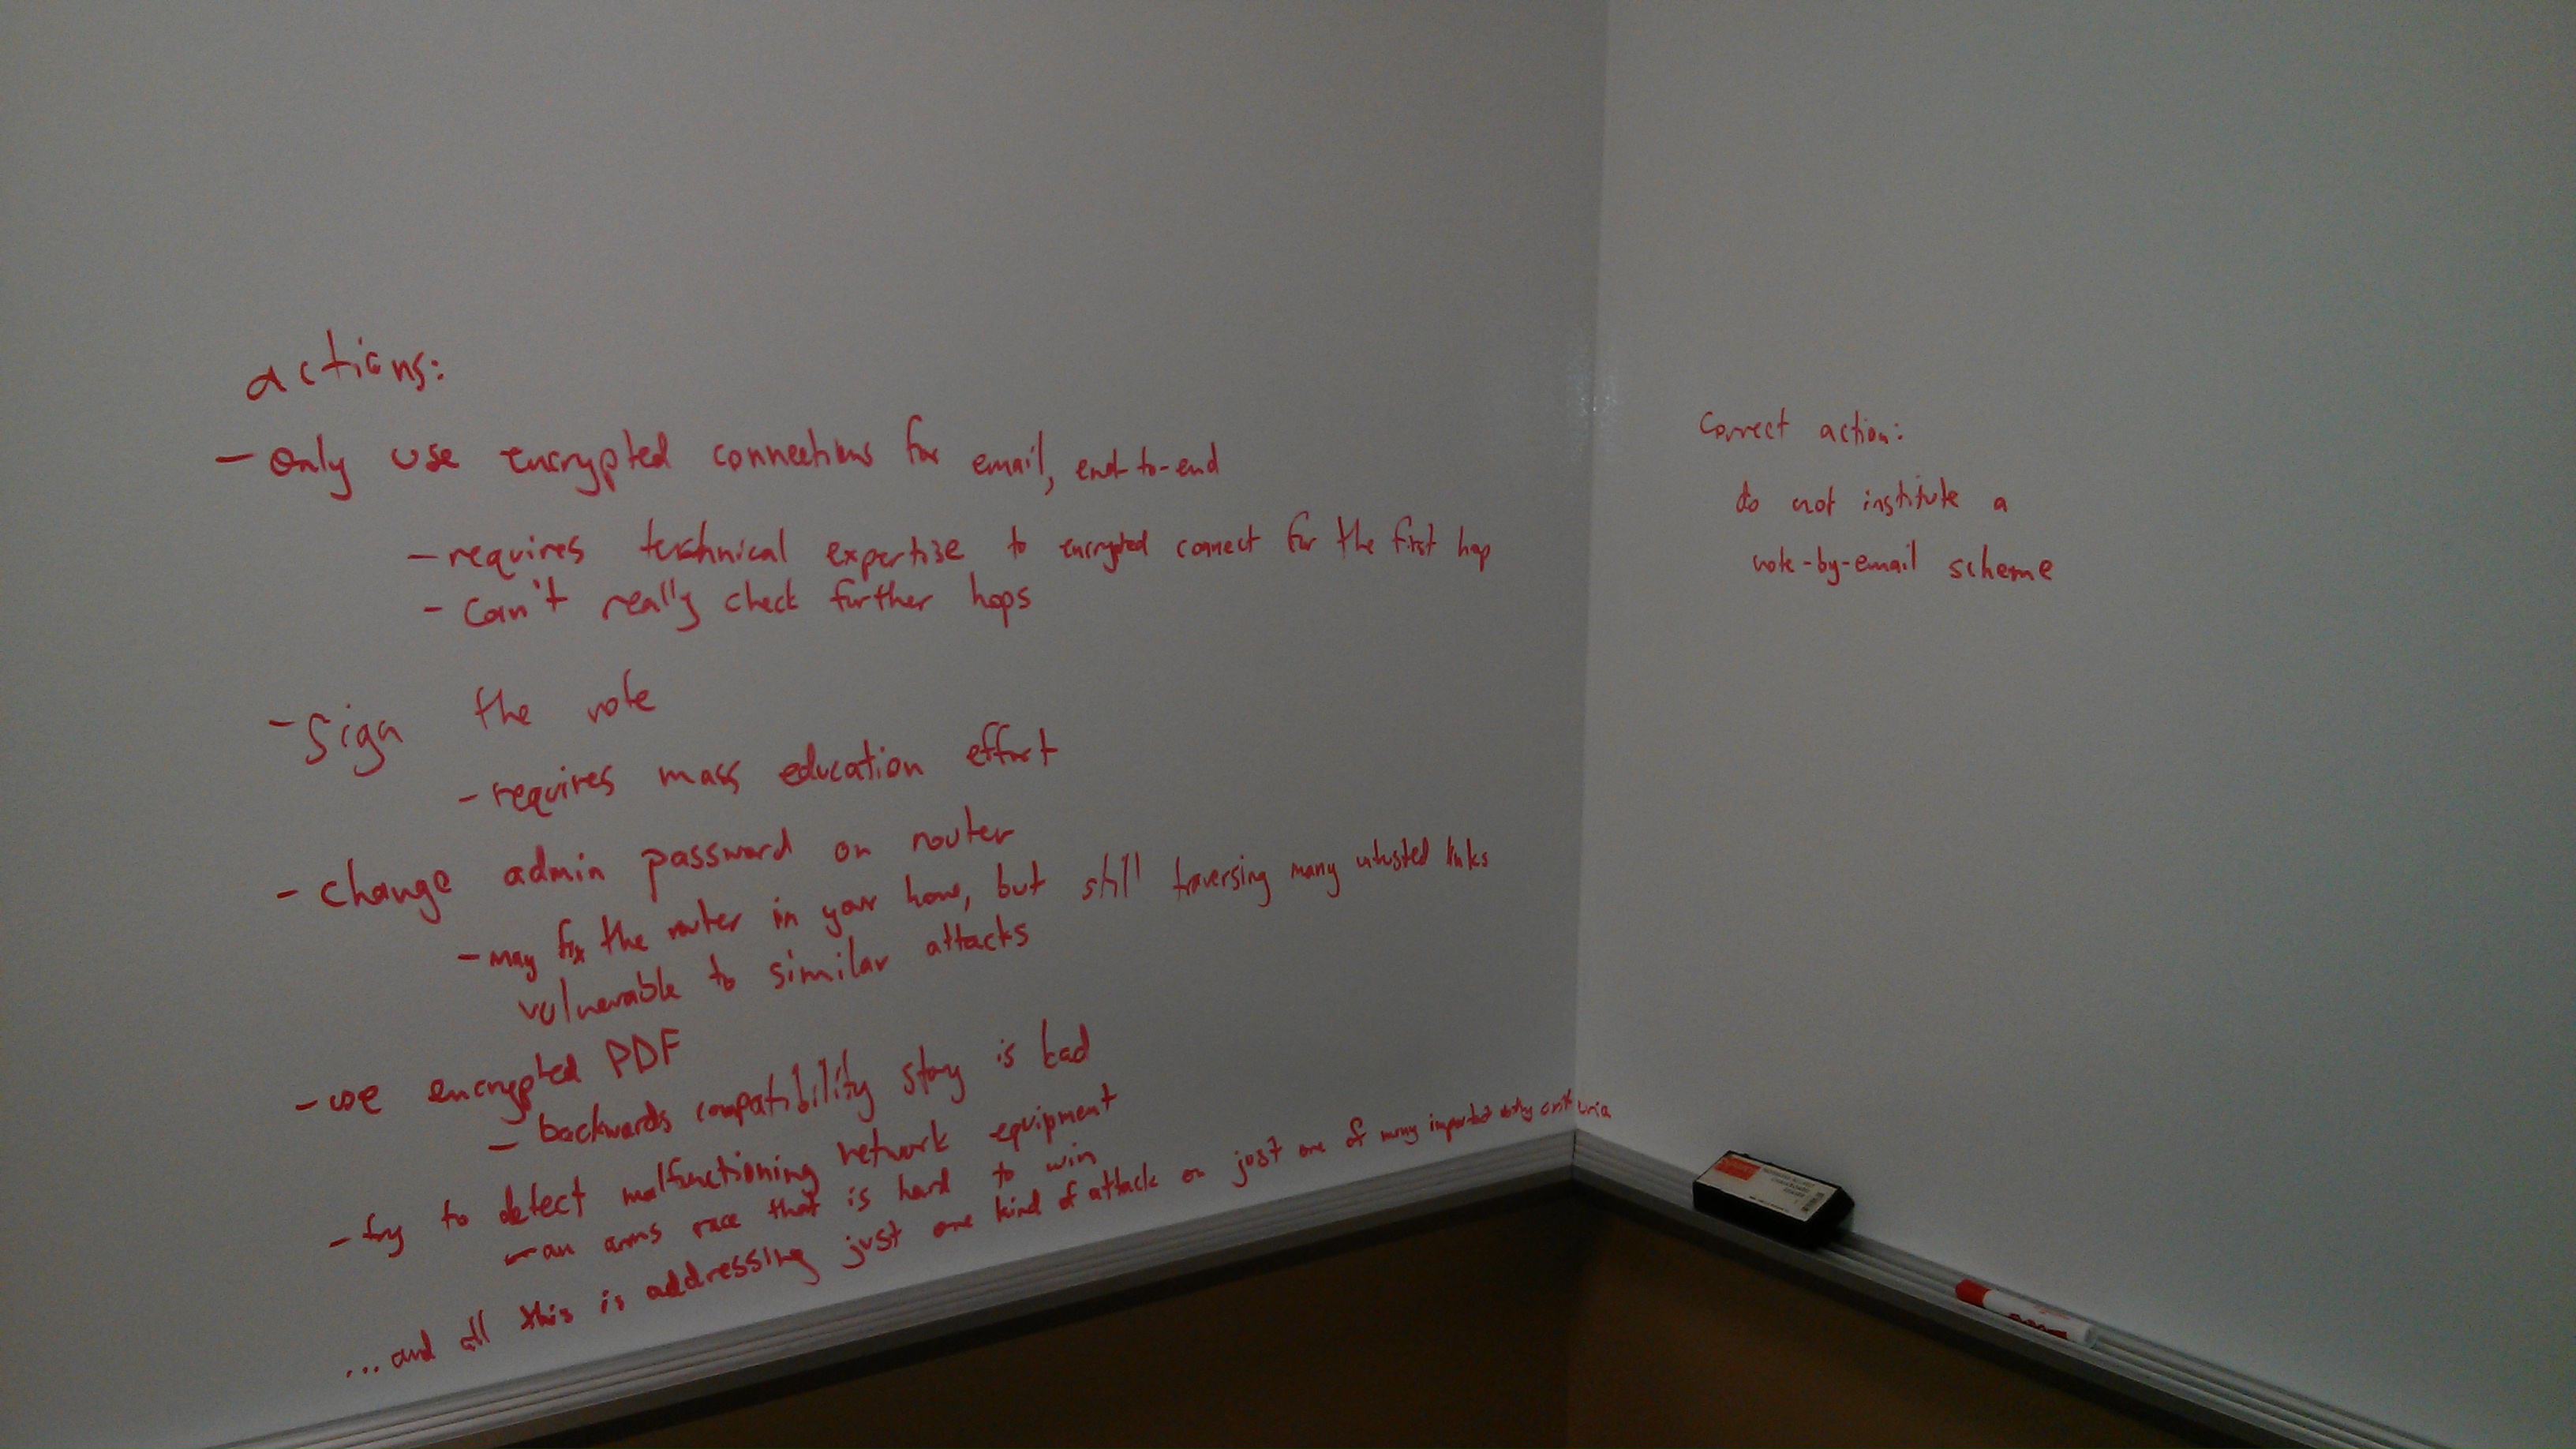 actions:
- Only use encrypted connections for email, end-to-end
- requires technical expertise to encrypted connect for the first hop
- Can't really check further hops
- Sign the vote
- requires mass education effort
- change admin password on router
- may fix the router in your home, but still traversing many untrusted links
vulnerable to similar attacks
- use encrypted PDF
- backwards compatibility story is bad
- try to detect malfunctioning network equipment
- an arms race that is hard to win
...and all this is addressing just one kind of attack on just one of many important criteria
Correct action:
do not institute a
vote-by-email scheme